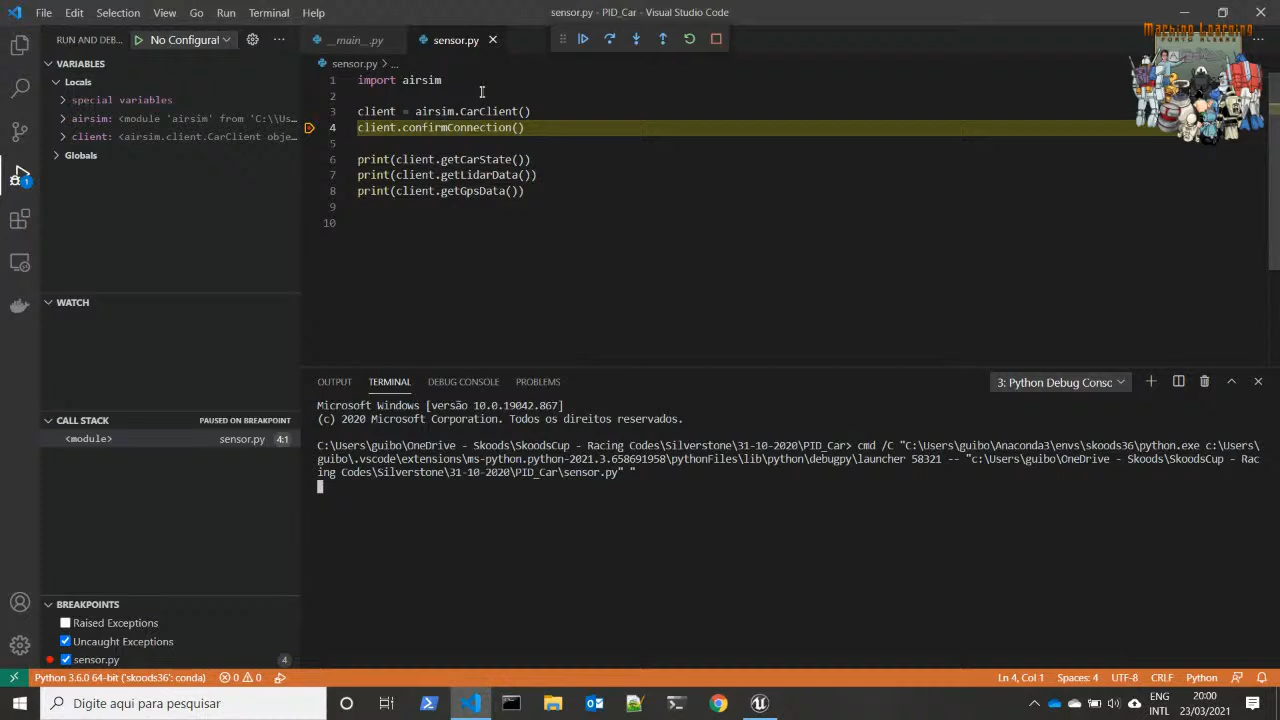 File Edit Selection View Go Run Terminal Help
sensor.py - PID_Car - Visual Studio Code
Machine Learning
RUN AND DEB... No Configural
__main__.py
sensor.py
VARIABLES
sensor.py > ...
Locals
special variables
airsim: <module 'airsim' from 'C:\\Us...
client: <airsim.client.CarClient obje...
Globals
1 import airsim
2
3 client = airsim.CarClient()
4 client.confirmConnection()
5
6 print(client.getCarState())
7 print(client.getLidarData())
8 print(client.getGpsData())
9
10
WATCH
CALL STACK PAUSED ON BREAKPOINT
<module> sensor.py 4:1
BREAKPOINTS
Raised Exceptions
Uncaught Exceptions
sensor.py 4
OUTPUT TERMINAL DEBUG CONSOLE PROBLEMS
3: Python Debug Consc
Microsoft Windows [versão 10.0.19042.867]
(c) 2020 Microsoft Corporation. Todos os direitos reservados.
C:\Users\guibo\OneDrive - Skoods\SkoodsCup - Racing Codes\Silverstone\31-10-2020\PID_Car> cmd /C "C:\Users\guibo\Anaconda3\envs\skoods36\python.exe c:\Users\
guibo\.vscode\extensions\ms-python.python-2021.3.658691958\pythonFiles\lib\python\debugpy\launcher 58321 -- "c:\Users\guibo\OneDrive - Skoods\SkoodsCup - Rac
ing Codes\Silverstone\31-10-2020\PID_Car\sensor.py" "
Python 3.6.0 64-bit ('skoods36': conda) 0 0
Ln 4, Col 1 Spaces: 4 UTF-8 CRLF Python
Digite aqui para pesquisar
ENG
INTL
20:00
23/03/2021